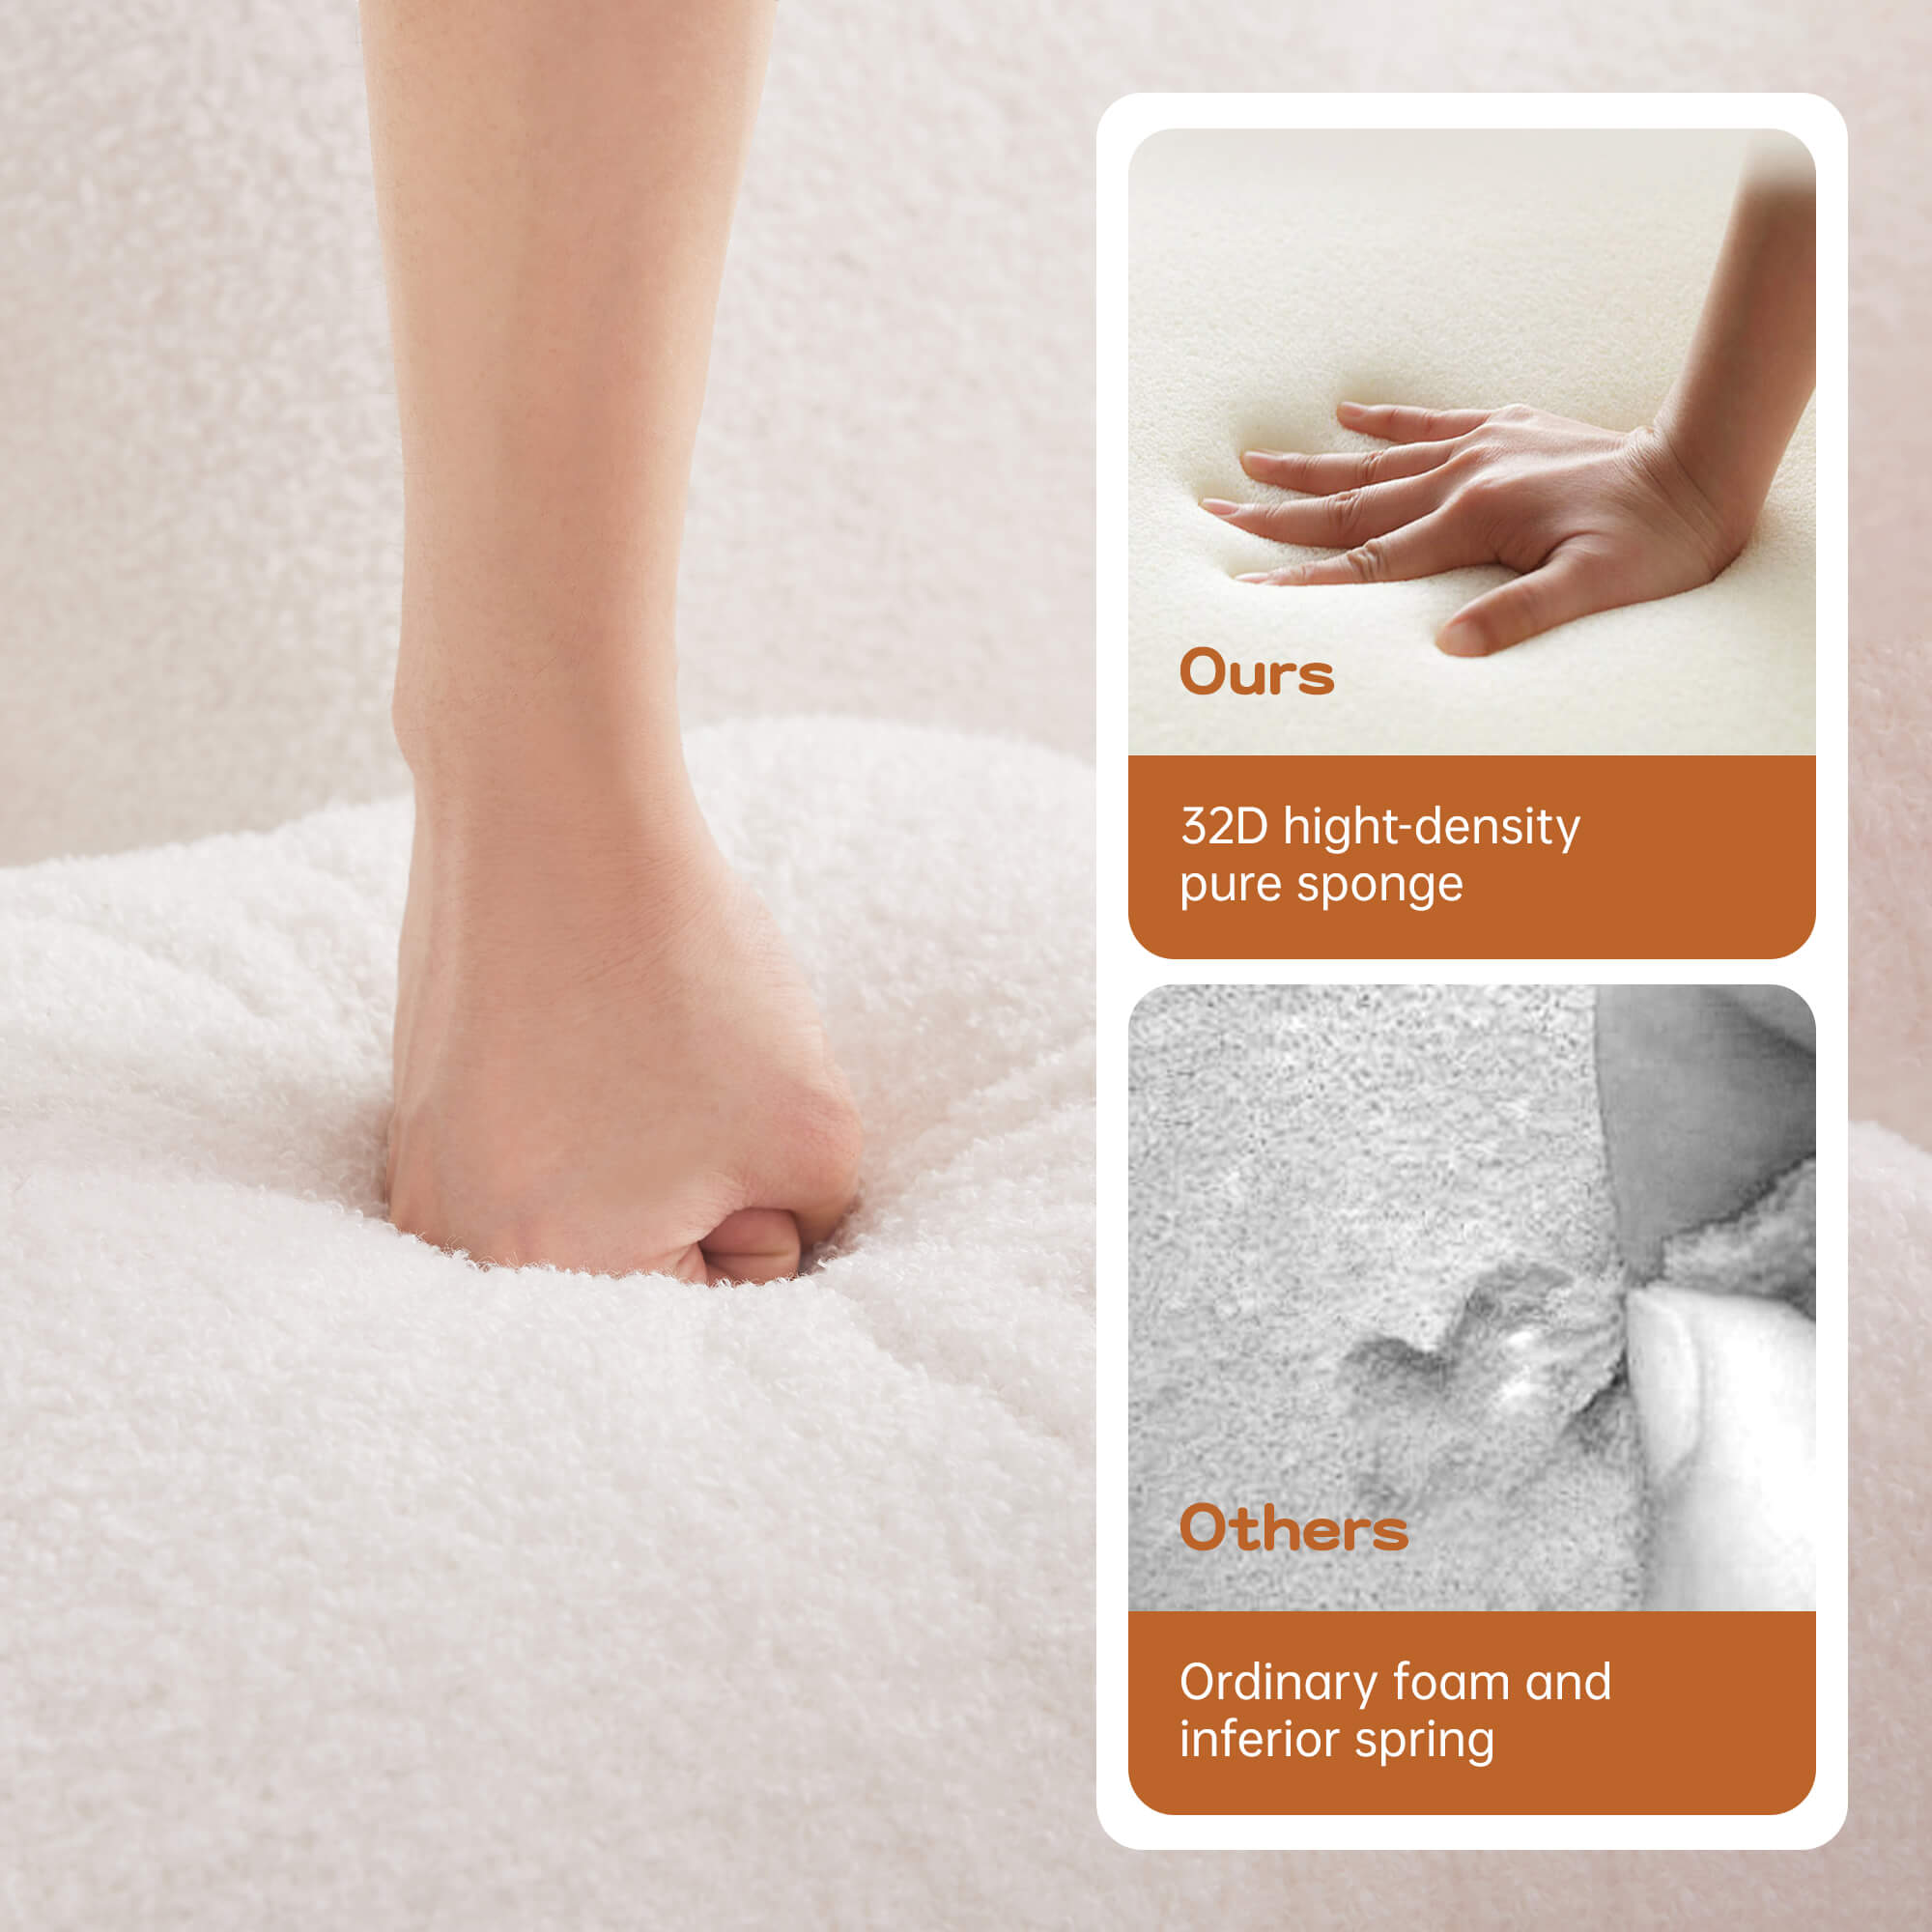 Ours
32D hight-density
pure sponge
Others
Ordinary foam and
inferior spring